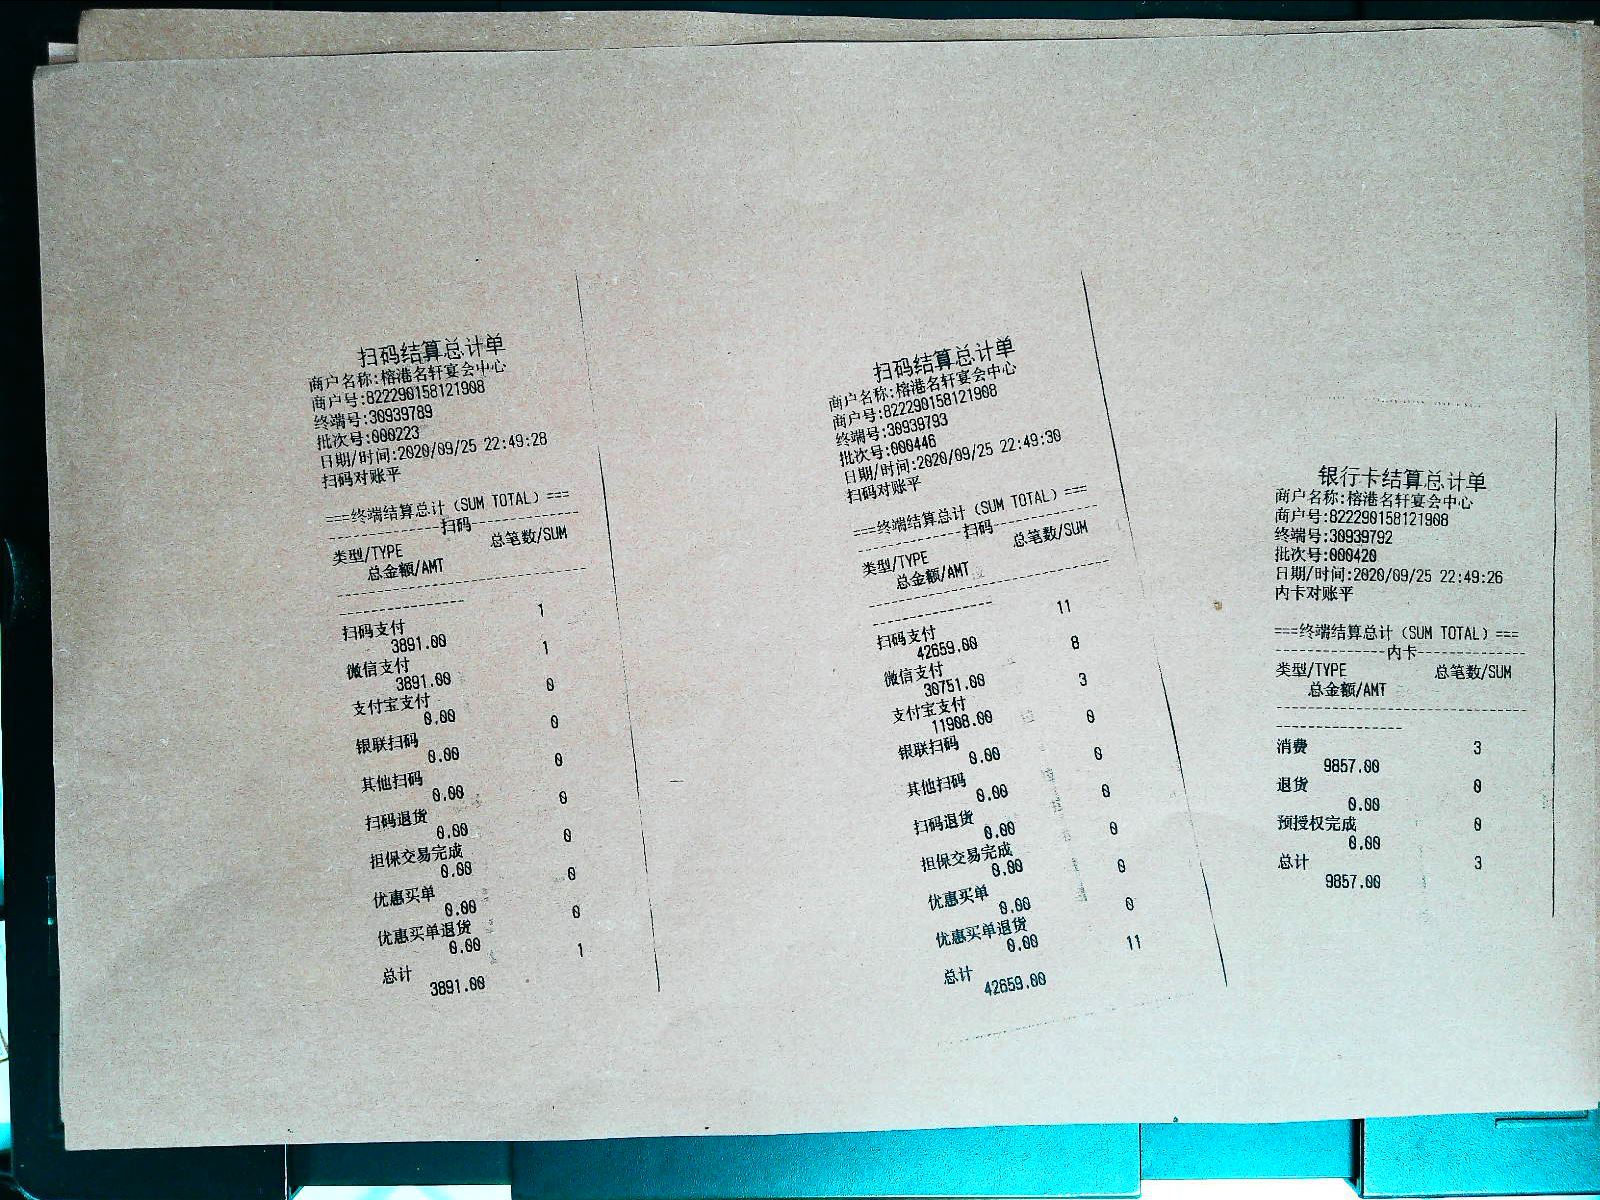 扫码结算总计单
商户名称:榕港名轩宴会中心
商户号:822290158121908
终端号:30939789
批次号:000223
日期/时间:2020/09/25 22:49:28
扫码对账平
===终端结算总计（SUM TOTAL）===
---------------扫码---------------
类型/TYPE 总笔数/SUM
总金额/AMT
扫码支付 1
3891.00
微信支付 1
3891.00
支付宝支付 0
0.00
银联扫码 0
0.00
其他扫码 0
0.00
扫码退货 0
0.00
担保交易完成 0
0.00
优惠买单 0
0.00
优惠买单退货 0
0.00
总计 1
3891.00
扫码结算总计单
商户名称:榕港名轩宴会中心
商户号:822290158121908
终端号:30939793
批次号:000446
日期/时间:2020/09/25 22:49:30
扫码对账平
===终端结算总计（SUM TOTAL）===
---------------扫码---------------
类型/TYPE 总笔数/SUM
总金额/AMT
扫码支付 11
42659.00
微信支付 8
30751.00
支付宝支付 3
11908.00
银联扫码 0
0.00
其他扫码 0
0.00
扫码退货 0
0.00
担保交易完成 0
0.00
优惠买单 0
0.00
优惠买单退货 0
0.00
总计 11
42659.00
银行卡结算总计单
商户名称:榕港名轩宴会中心
商户号:822290158121908
终端号:30939792
批次号:000420
日期/时间:2020/09/25 22:49:26
内卡对账平
===终端结算总计（SUM TOTAL）===
---------------内卡---------------
类型/TYPE 总笔数/SUM
总金额/AMT
消费 3
9857.00
退货 0
0.00
预授权完成 0
0.00
总计 3
9857.00